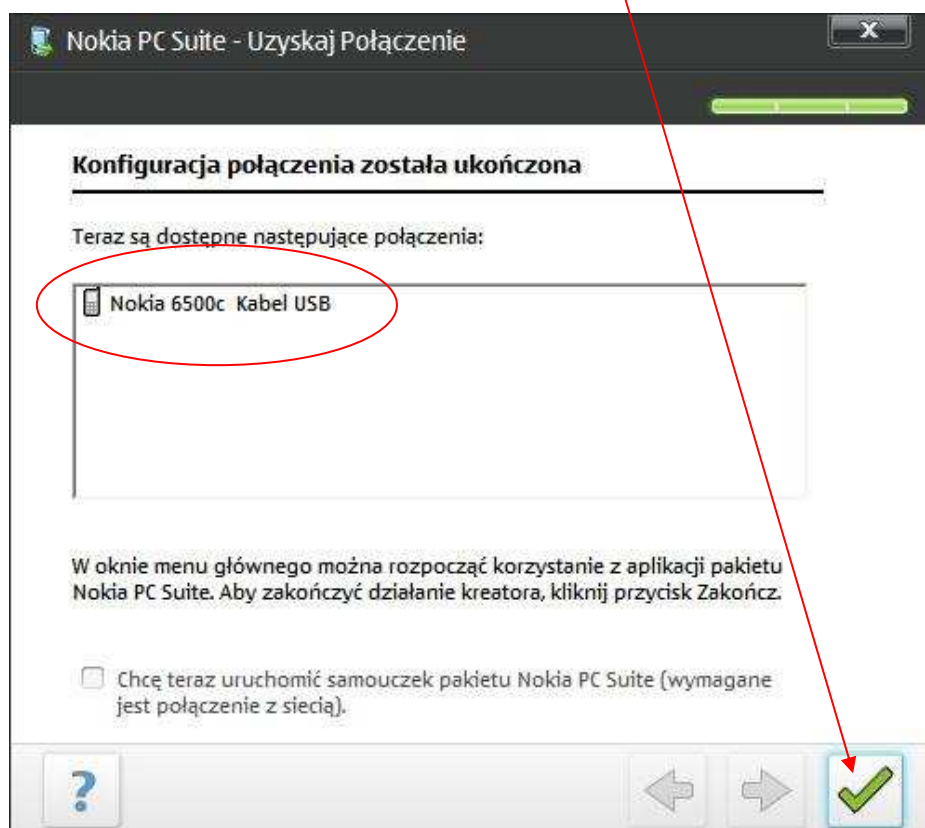 Nokia PC Suite - Uzyskaj Połączenie
Konfiguracja połączenia została ukończona
Teraz są dostępne następujące połączenia:
Nokia 6500c Kabel USB
W oknie menu głównego można rozpocząć korzystanie z aplikacji pakietu
Nokia PC Suite. Aby zakończyć działanie kreatora, kliknij przycisk Zakończ.
Chcę teraz uruchomić samouczek pakietu Nokia PC Suite (wymagane
jest połączenie z siecią).